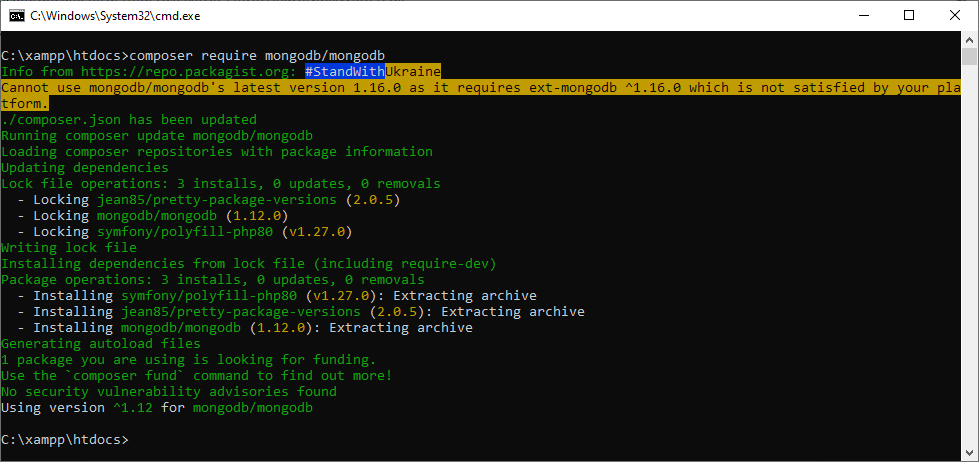 C:\Windows\System32\cmd.exe
C:\xampp\htdocs>composer require mongodb/mongodb
Info from https://repo.packagist.org: #StandWithUkraine
Cannot use mongodb/mongodb's latest version 1.16.0 as it requires ext-mongodb ^1.16.0 which is not satisfied by your pla
tform.
./composer.json has been updated
Running composer update mongodb/mongodb
Loading composer repositories with package information
Updating dependencies
Lock file operations: 3 installs, 0 updates, 0 removals
  - Locking jean85/pretty-package-versions (2.0.5)
  - Locking mongodb/mongodb (1.12.0)
  - Locking symfony/polyfill-php80 (v1.27.0)
Writing lock file
Installing dependencies from lock file (including require-dev)
Package operations: 3 installs, 0 updates, 0 removals
  - Installing symfony/polyfill-php80 (v1.27.0): Extracting archive
  - Installing jean85/pretty-package-versions (2.0.5): Extracting archive
  - Installing mongodb/mongodb (1.12.0): Extracting archive
Generating autoload files
1 package you are using is looking for funding.
Use the `composer fund` command to find out more!
No security vulnerability advisories found
Using version ^1.12 for mongodb/mongodb
C:\xampp\htdocs>